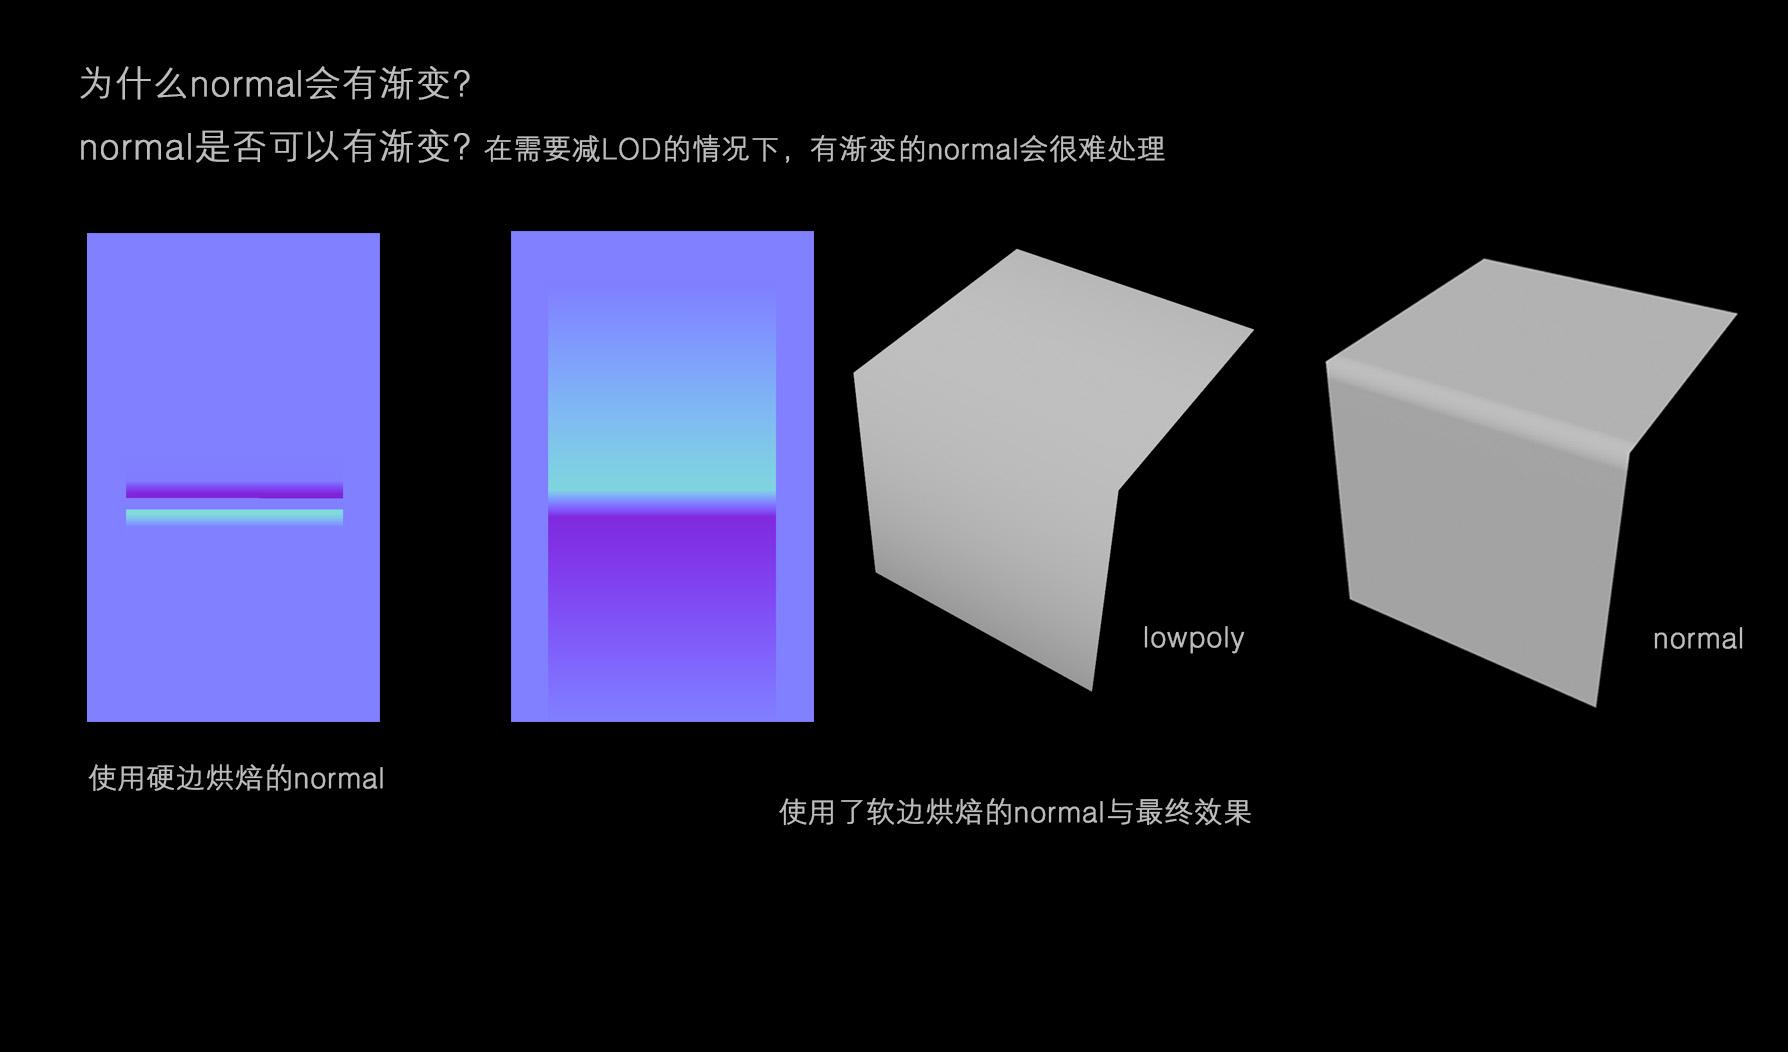 为什么normal会有渐变?
normal是否可以有渐变? 在需要减LOD的情况下，有渐变的normal会很难处理
lowpoly
normal
使用硬边烘焙的normal
使用了软边烘焙的normal与最终效果